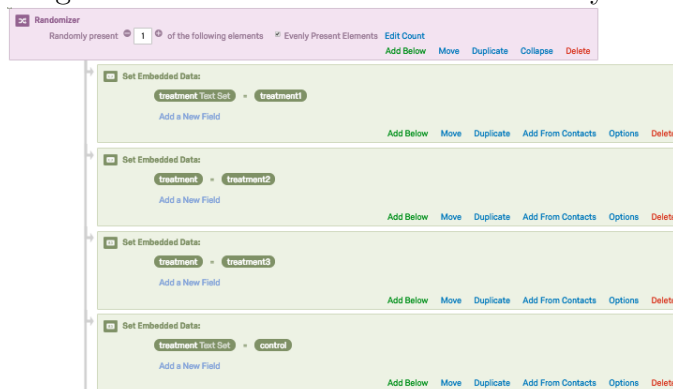 Randomizer
Randomly present 1 of the following elements Evenly Present Elements Edit Count
Add Below Move Duplicate Collapse Delete
Set Embedded Data:
treatment Text Set = treatment1
Add a New Field
Add Below Move Duplicate Add From Contacts Options Delete
Set Embedded Data:
treatment = treatment2
Add a New Field
Add Below Move Duplicate Add From Contacts Options Delete
Set Embedded Data:
treatment = treatment3
Add a New Field
Add Below Move Duplicate Add From Contacts Options Delete
Set Embedded Data:
treatment Text Set = control
Add a New Field
Add Below Move Duplicate Add From Contacts Options Delete